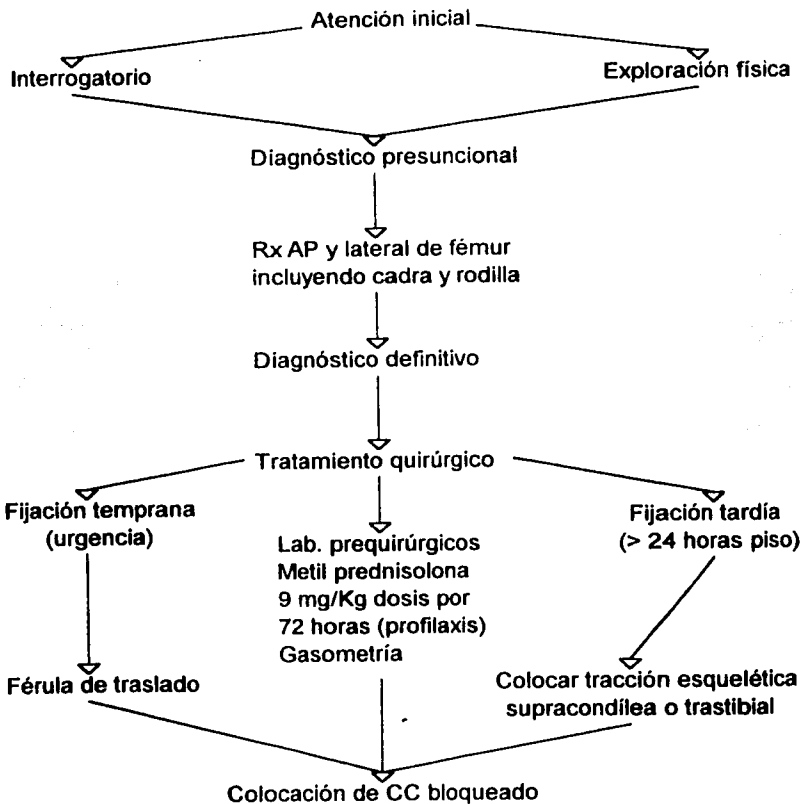 Atención inicial
Interrogatorio
Exploración física
Diagnóstico presuncional
Rx AP y lateral de fémur
incluyendo cadra y rodilla
Diagnóstico definitivo
Tratamiento quirúrgico
Fijación temprana
(urgencia)
Lab. prequirúrgicos
Metil prednisolona
9 mg/Kg dosis por
72 horas (profilaxis)
Gasometría
Fijación tardía
(> 24 horas piso)
Férula de traslado
Colocar tracción esquelética
supracondílea o trastibial
Colocación de CC bloqueado